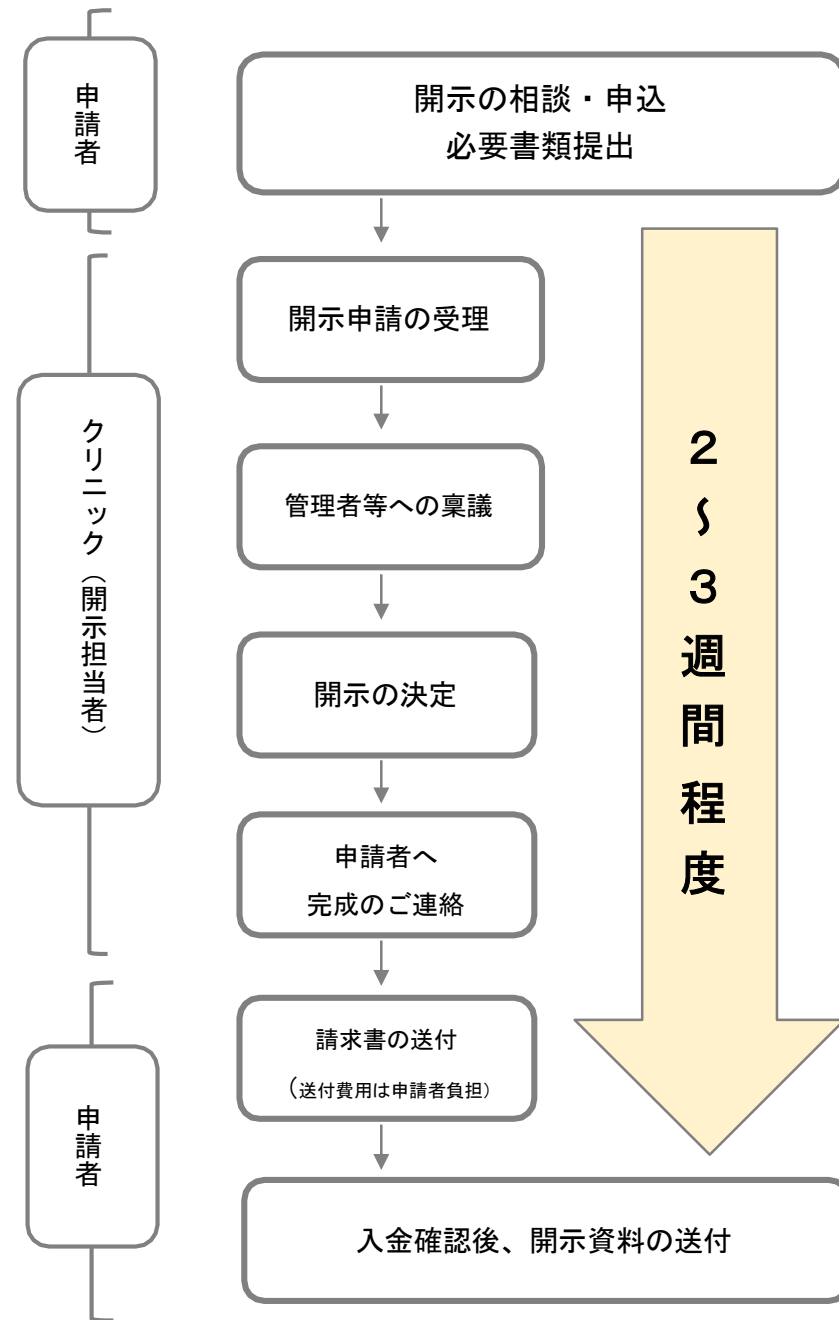 申請者
開示の相談・申込
必要書類提出
開示申請の受理
管理者等への稟議
クリニック（開示担当者）
開示の決定
申請者へ
完成のご連絡
2～3週間程度
請求書の送付
（送付費用は申請者負担）
申請者
入金確認後、開示資料の送付